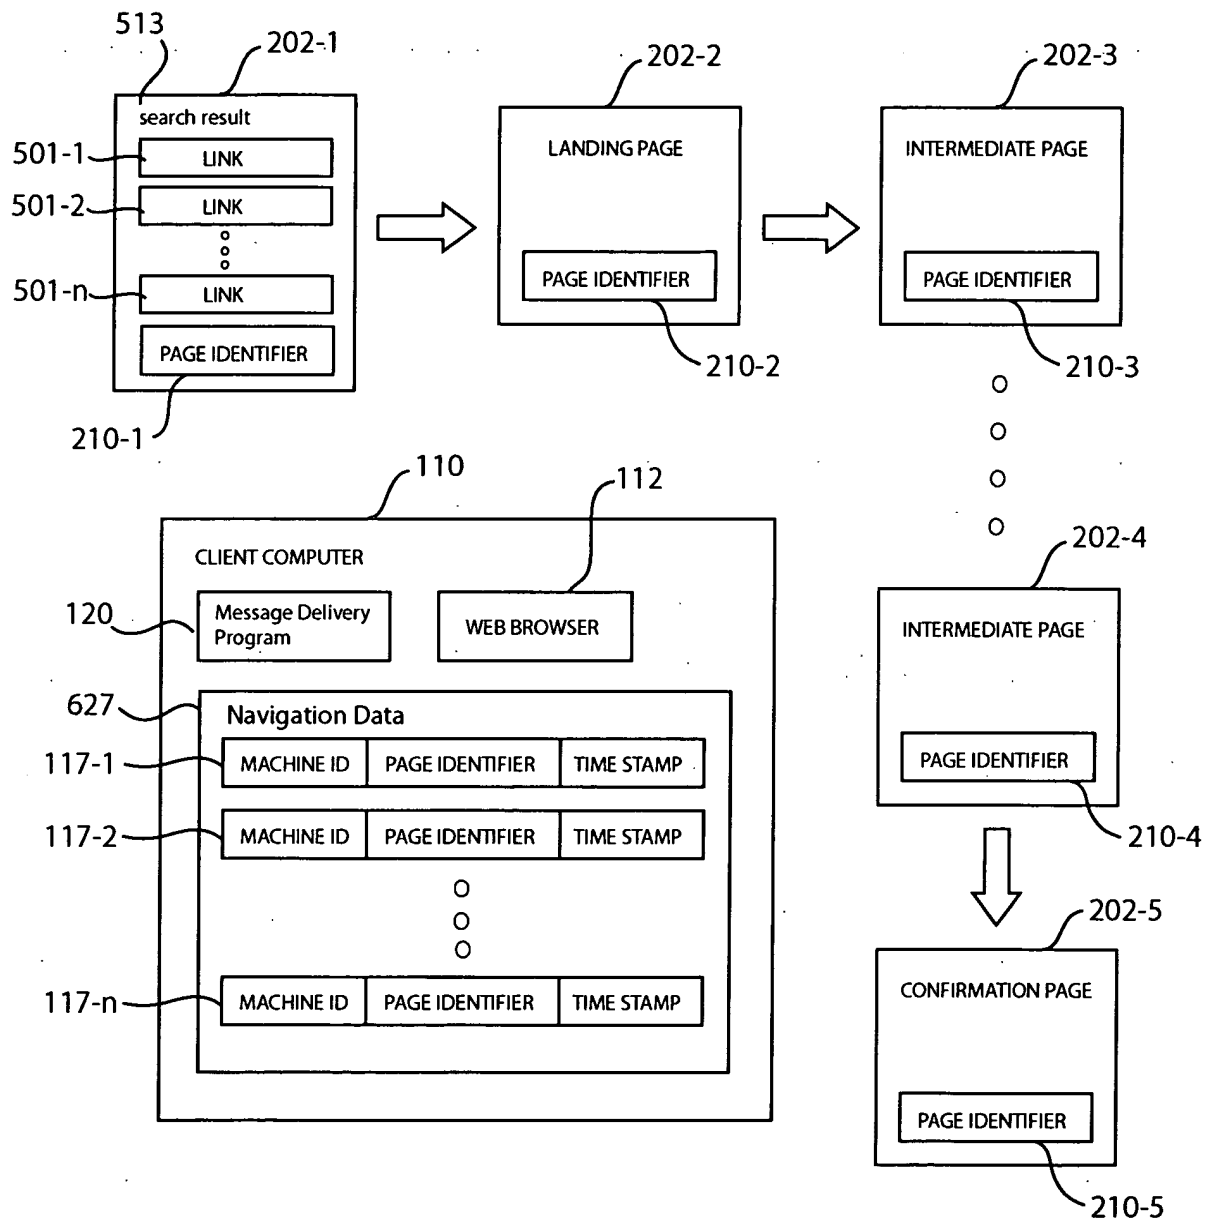 513
202-1
search result
501-1
LINK
501-2
LINK
501-n
LINK
PAGE IDENTIFIER
210-1
202-2
LANDING PAGE
PAGE IDENTIFIER
210-2
202-3
INTERMEDIATE PAGE
PAGE IDENTIFIER
210-3
110
112
CLIENT COMPUTER
120
Message Delivery
Program
WEB BROWSER
627
Navigation Data
117-1
MACHINE ID PAGE IDENTIFIER TIME STAMP
117-2
MACHINE ID PAGE IDENTIFIER TIME STAMP
117-n
MACHINE ID PAGE IDENTIFIER TIME STAMP
202-4
INTERMEDIATE PAGE
PAGE IDENTIFIER
210-4
202-5
CONFIRMATION PAGE
PAGE IDENTIFIER
210-5